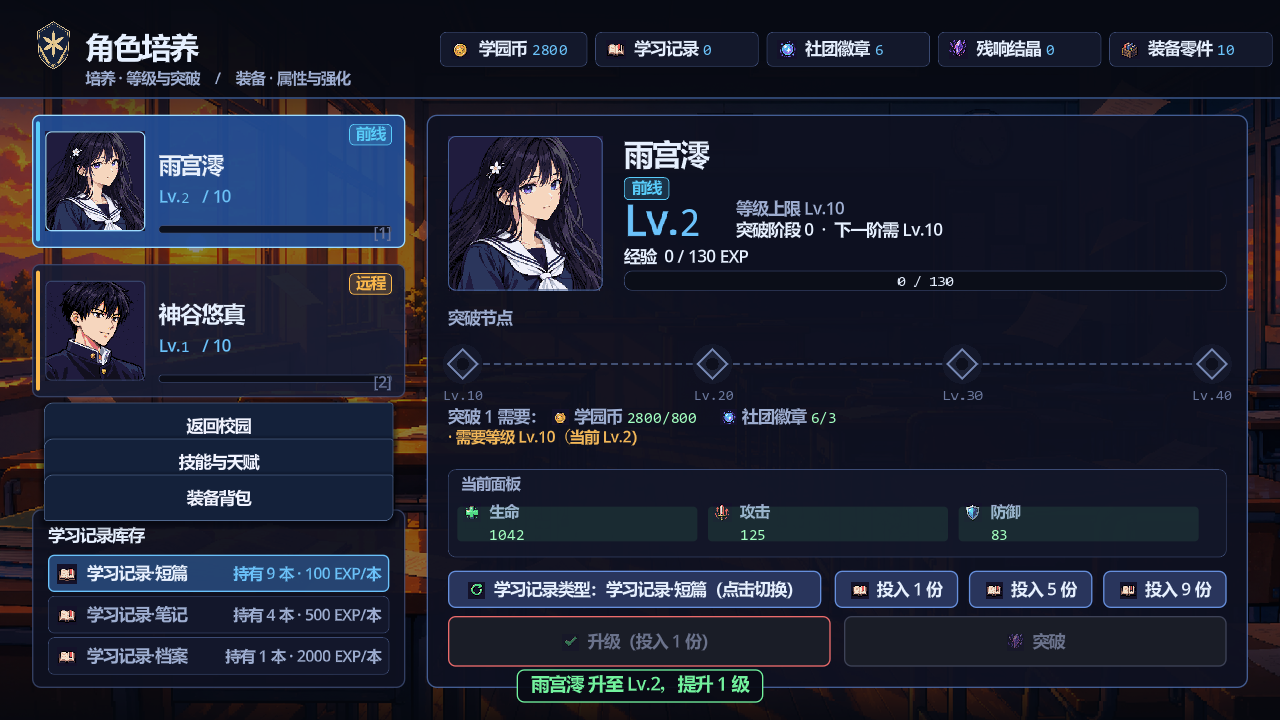 角色培养
培养 · 等级与突破 / 装备 · 属性与强化
学园币 2800
学习记录 0
社团徽章 6
残响结晶 0
装备零件 10
前线
雨宫澪
Lv.2 / 10
[1]
远程
神谷悠真
Lv.1 / 10
[2]
返回校园
技能与天赋
装备背包
学习记录库存
学习记录·短篇 持有 9 本 · 100 EXP/本
学习记录·笔记 持有 4 本 · 500 EXP/本
学习记录·档案 持有 1 本 · 2000 EXP/本
雨宫澪
前线
Lv.2
等级上限 Lv.10
突破阶段 0 · 下一阶需 Lv.10
经验 0 / 130 EXP
0 / 130
突破节点
Lv.10 Lv.20 Lv.30 Lv.40
突破 1 需要: 学园币 2800/800 社团徽章 6/3
· 需要等级 Lv.10（当前 Lv.2）
当前面板
生命
1042
攻击
125
防御
83
学习记录类型：学习记录·短篇（点击切换）
投入 1 份
投入 5 份
投入 9 份
升级（投入 1 份）
突破
雨宫澪 升至 Lv.2，提升 1 级